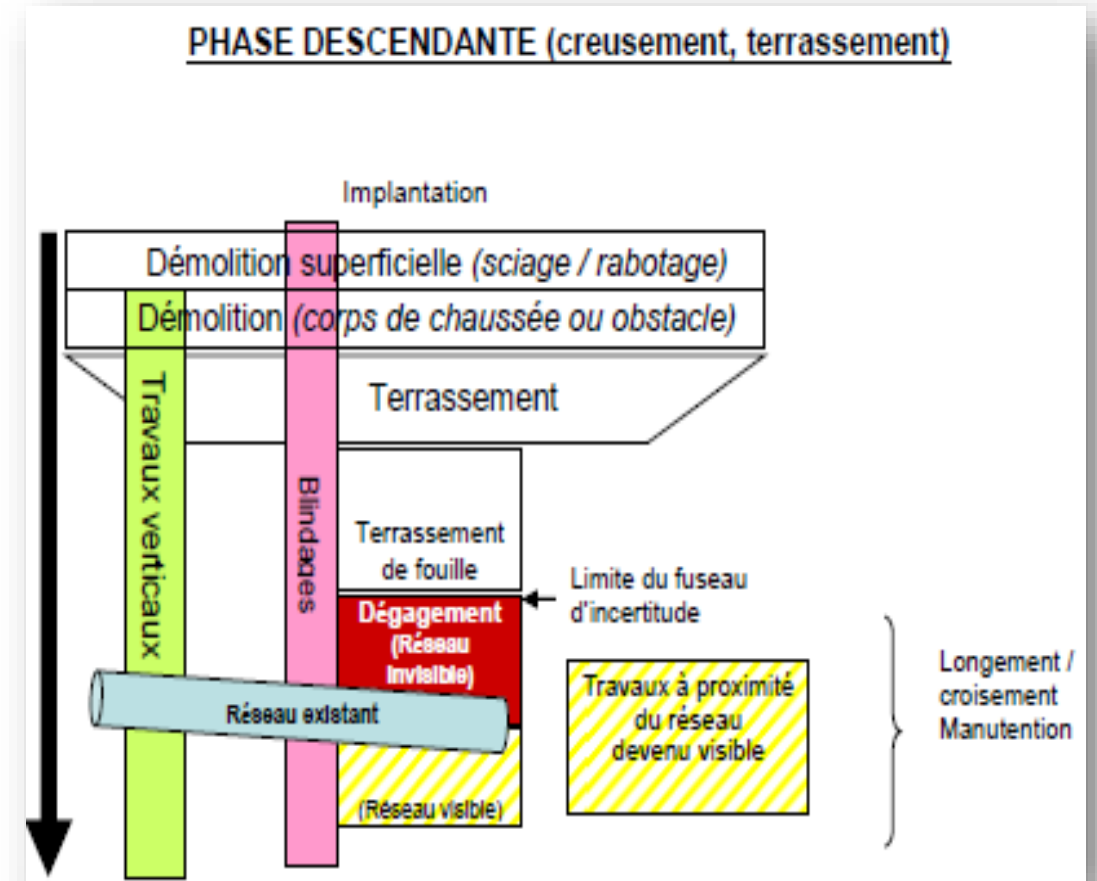 PHASE DESCENDANTE (creusement, terrassement)
Implantation
Démolition superficielle (sciage / rabotage)
Démolition (corps de chaussée ou obstacle)
Terrassement
Travaux verticaux
Blindages
Terrassement
de fouille
Limite du fuseau
d'incertitude
Dégagement
(Réseau
invisible)
Réseau existant
Travaux à proximité
du réseau
devenu visible
Longement /
croisement
Manutention
(Réseau visible)